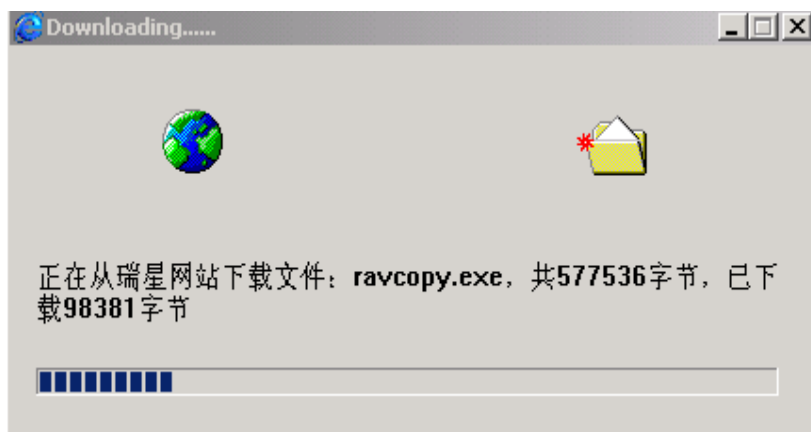 Downloading......
正在从瑞星网站下载文件：ravcopy.exe，共577536字节，已下
载98381字节